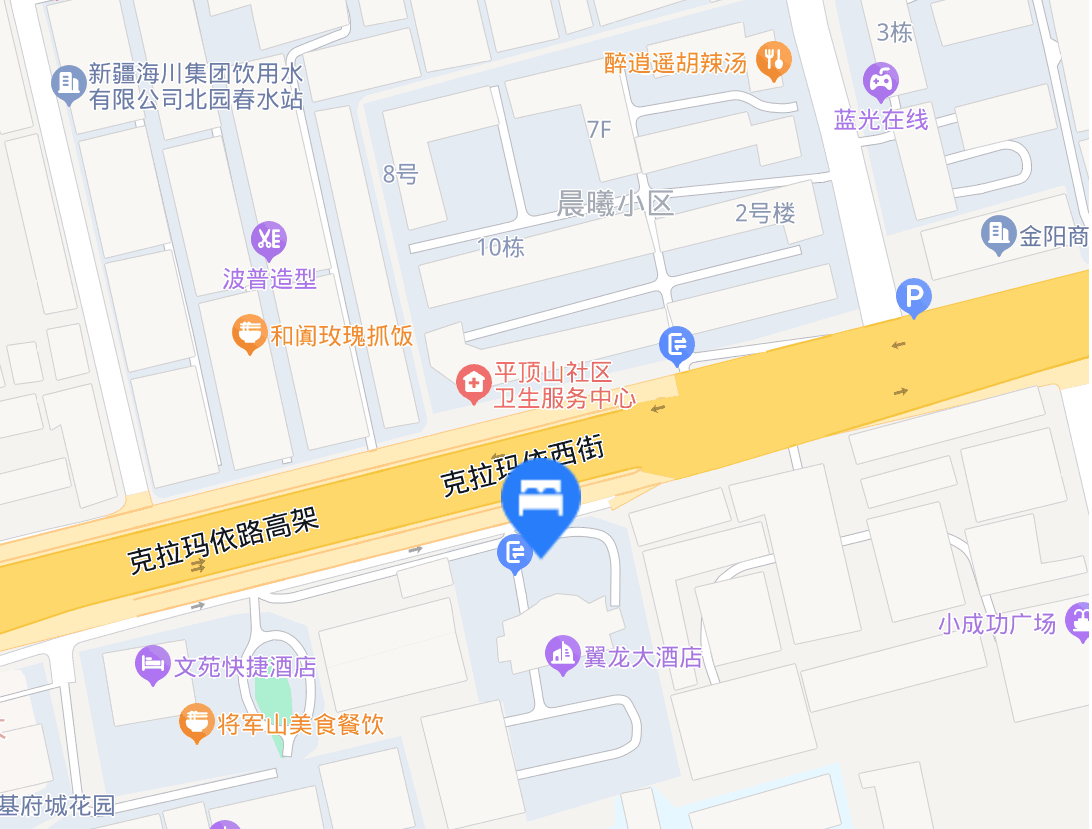 3栋
醉逍遥胡辣汤
新疆海川集团饮用水
有限公司北园春水站
蓝光在线
7F
8号
晨曦小区
2号楼
金阳商
10栋
波普造型
P
和阗玫瑰抓饭
平顶山社区
卫生服务中心
克拉玛依西街
克拉玛依路高架
小成功广场
翼龙大酒店
文苑快捷酒店
将军山美食餐饮
基府城花园